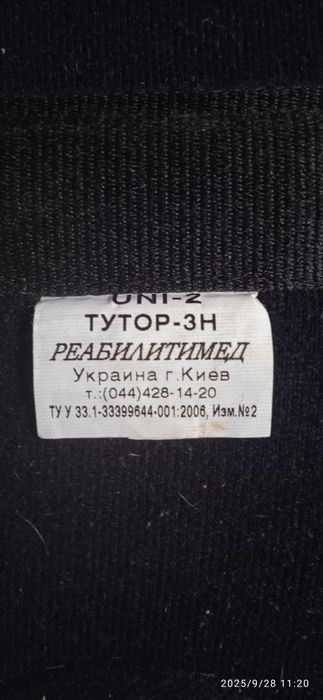 UNI-2
ТУТОР-3Н
РЕАБИЛИТИМЕД
Украина г.Киев
т.:(044)428-14-20
ТУ У 33.1-33399644-001:2006, Изм.№2
2025/9/28 11:20